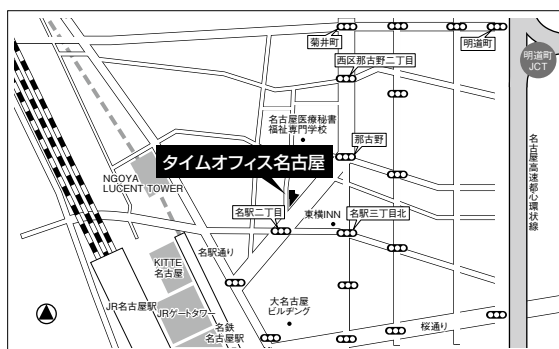 菊井町
明道町
明道町
JCT
西区那古野二丁目
名古屋医療秘書
福祉専門学校
那古野
名古屋高速都心環状線
タイムオフィス名古屋
NGOYA
LUCENT TOWER
名駅二丁目
東横INN
名駅三丁目北
名駅通り
KITTE
名古屋
JR名古屋駅
JRゲートタワー
大名古屋
ビルヂング
名鉄
名古屋駅
桜通り